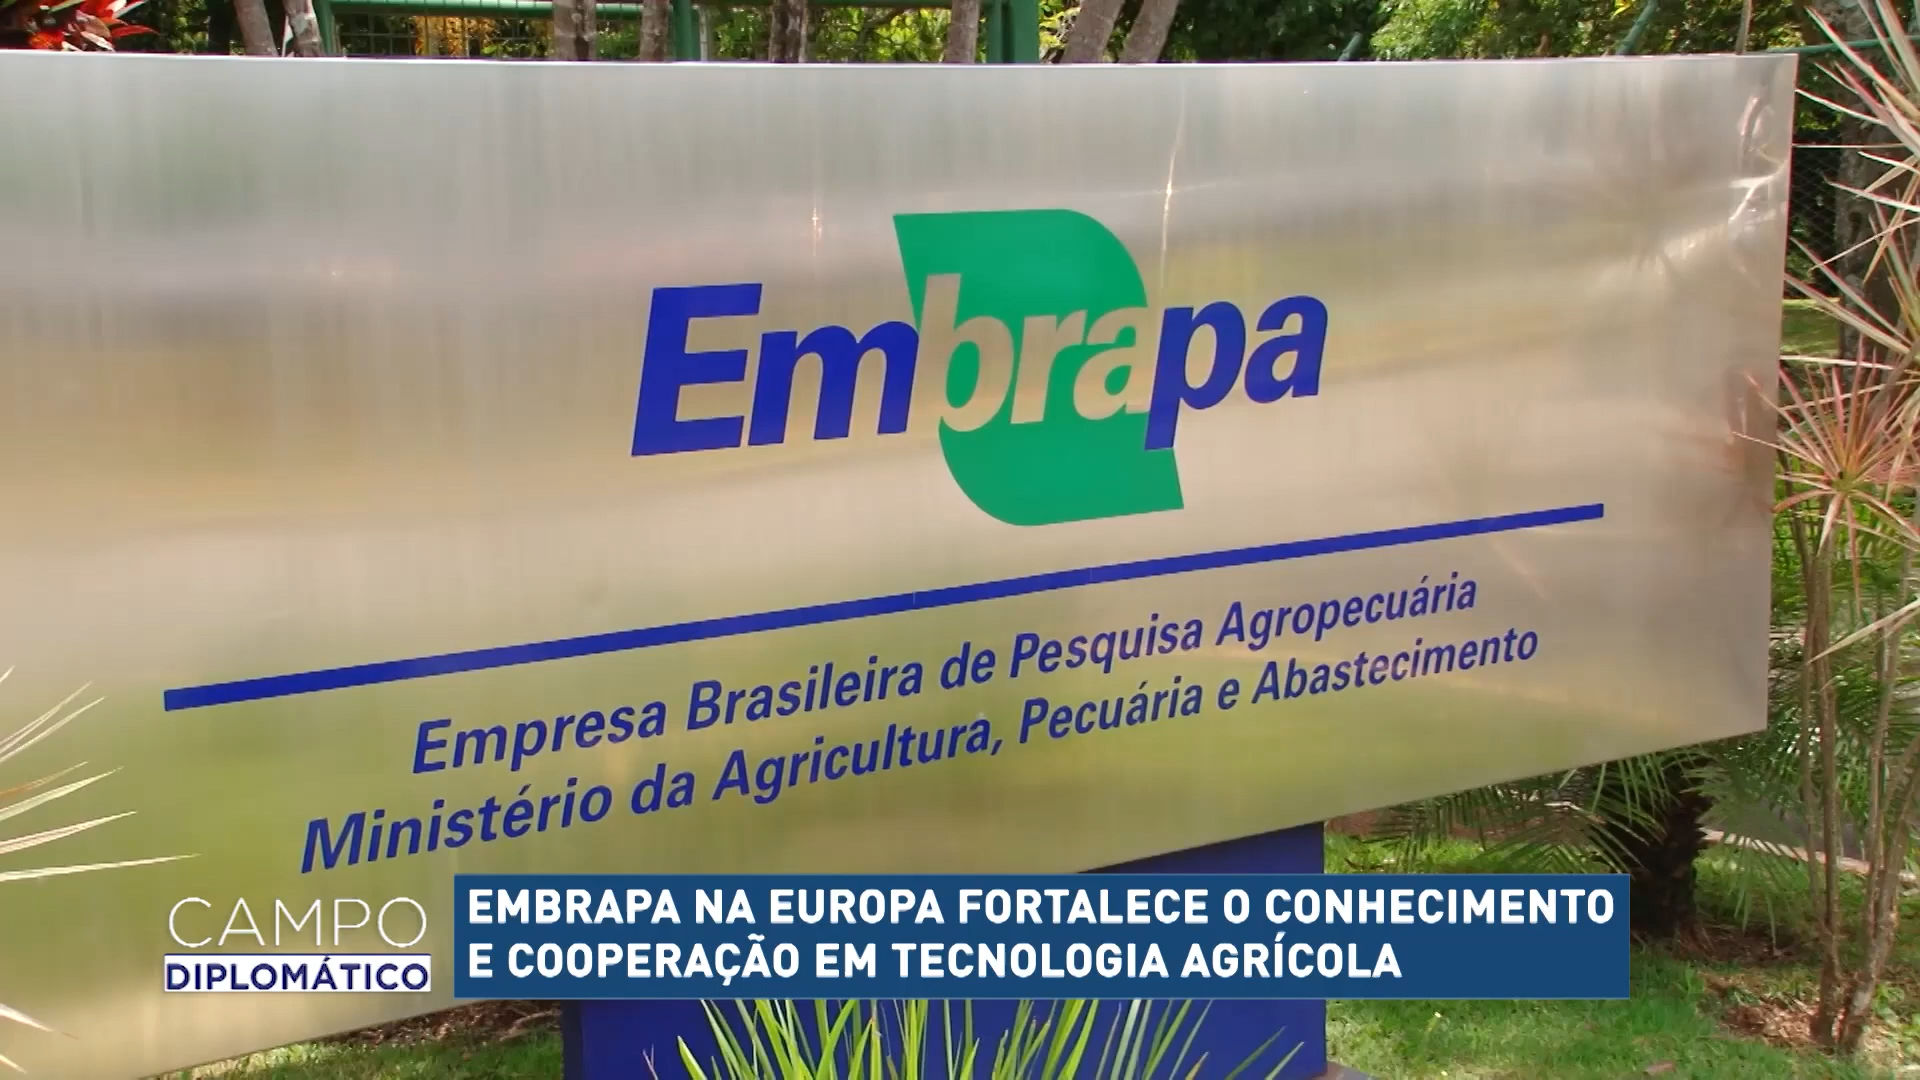 Embrapa
Empresa Brasileira de Pesquisa Agropecuária
Ministério da Agricultura, Pecuária e Abastecimento
CAMPO
DIPLOMÁTICO
EMBRAPA NA EUROPA FORTALECE O CONHECIMENTO
E COOPERAÇÃO EM TECNOLOGIA AGRÍCOLA